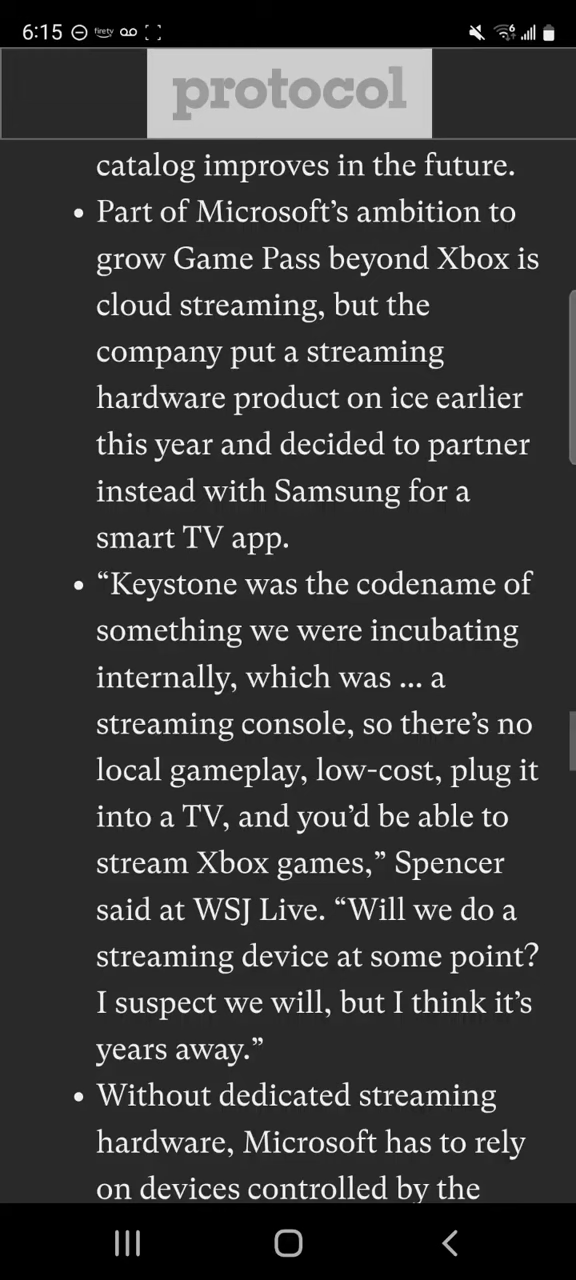 6:15 firetv 6
protocol
catalog improves in the future.
• Part of Microsoft’s ambition to
grow Game Pass beyond Xbox is
cloud streaming, but the
company put a streaming
hardware product on ice earlier
this year and decided to partner
instead with Samsung for a
smart TV app.
• “Keystone was the codename of
something we were incubating
internally, which was ... a
streaming console, so there’s no
local gameplay, low-cost, plug it
into a TV, and you’d be able to
stream Xbox games,” Spencer
said at WSJ Live. “Will we do a
streaming device at some point?
I suspect we will, but I think it’s
years away.”
• Without dedicated streaming
hardware, Microsoft has to rely
on devices controlled by the